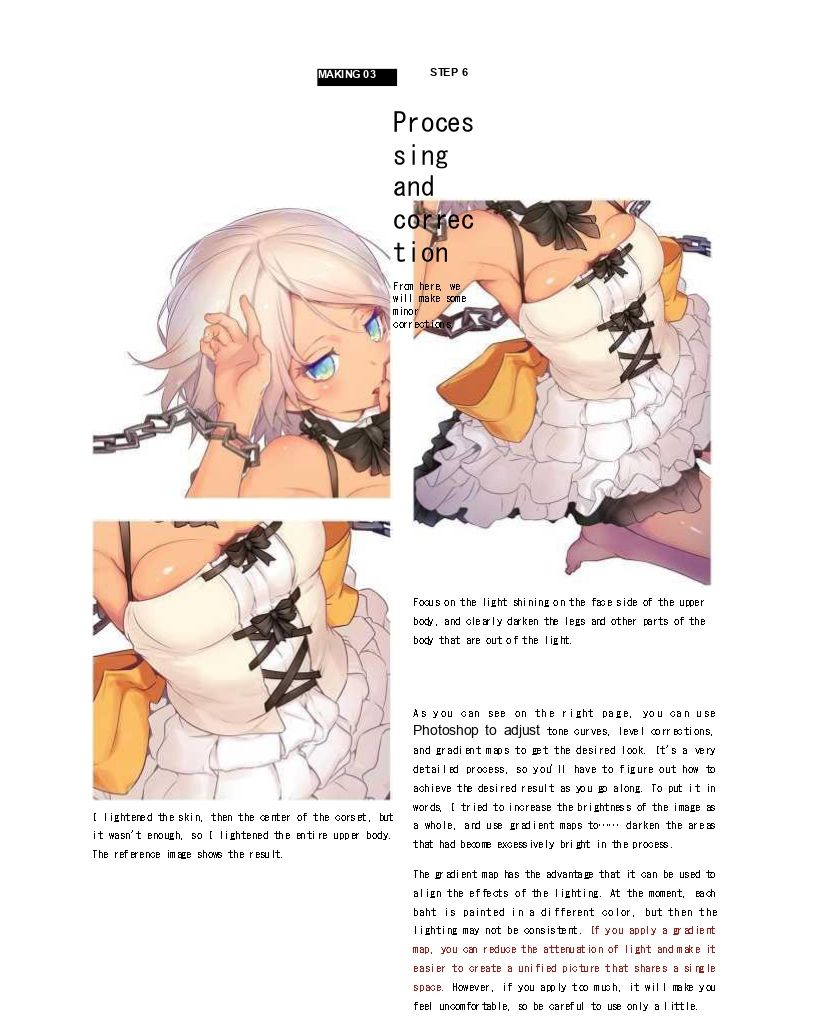 MAKING 03
STEP 6
Proces
sing
and
correc
tion
From here, we
will make some
minor
corrections.
Focus on the light shining on the face side of the upper
body, and clearly darken the legs and other parts of the
body that are out of the light.
I lightened the skin, then the center of the corset, but
it wasn't enough, so I lightened the entire upper body.
The reference image shows the result.
As you can see on the right page, you can use
Photoshop to adjust tone curves, level corrections,
and gradient maps to get the desired look. It's a very
detailed process, so you'll have to figure out how to
achieve the desired result as you go along. To put it in
words, I tried to increase the brightness of the image as
a whole, and use gradient maps to…… darken the areas
that had become excessively bright in the process.
The gradient map has the advantage that it can be used to
align the effects of the lighting. At the moment, each
baht is painted in a different color, but then the
lighting may not be consistent. If you apply a gradient
map, you can reduce the attenuation of light and make it
easier to create a unified picture that shares a single
space. However, if you apply too much, it will make you
feel uncomfortable, so be careful to use only a little.